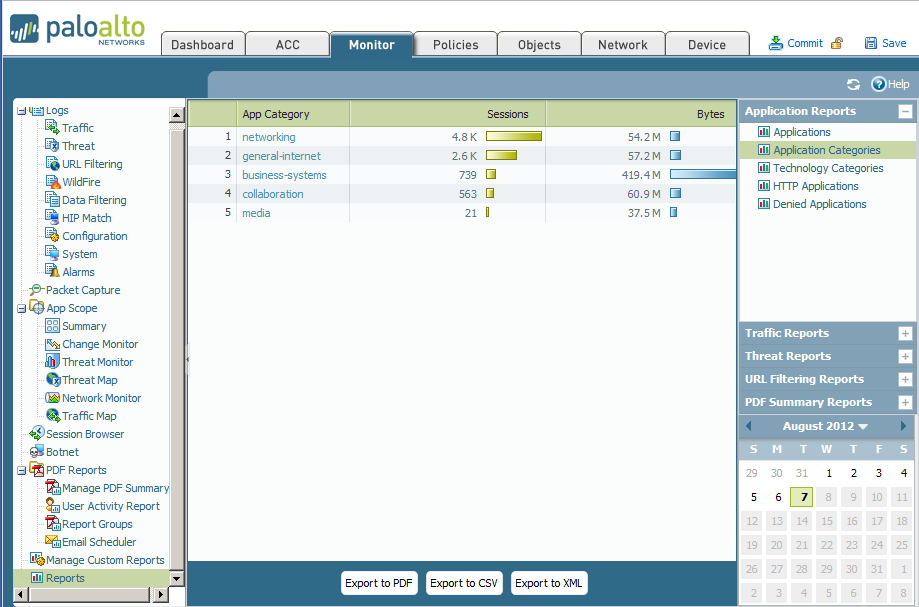 paloalto
NETWORKS
Dashboard ACC Monitor Policies Objects Network Device Commit Save
Help
Logs
Traffic
Threat
URL Filtering
WildFire
Data Filtering
HIP Match
Configuration
System
Alarms
Packet Capture
App Scope
Summary
Change Monitor
Threat Monitor
Threat Map
Network Monitor
Traffic Map
Session Browser
Botnet
PDF Reports
Manage PDF Summary
User Activity Report
Report Groups
Email Scheduler
Manage Custom Reports
Reports
App Category Sessions Bytes
1 networking 4.8 K 54.2 M
2 general-internet 2.6 K 57.2 M
3 business-systems 739 419.4 M
4 collaboration 563 60.9 M
5 media 21 37.5 M
Export to PDF Export to CSV Export to XML
Application Reports
Applications
Application Categories
Technology Categories
HTTP Applications
Denied Applications
Traffic Reports
Threat Reports
URL Filtering Reports
PDF Summary Reports
August 2012
S M T W T F S
29 30 31 1 2 3 4
5 6 7 8 9 10 11
12 13 14 15 16 17 18
19 20 21 22 23 24 25
26 27 28 29 30 31 1
2 3 4 5 6 7 8